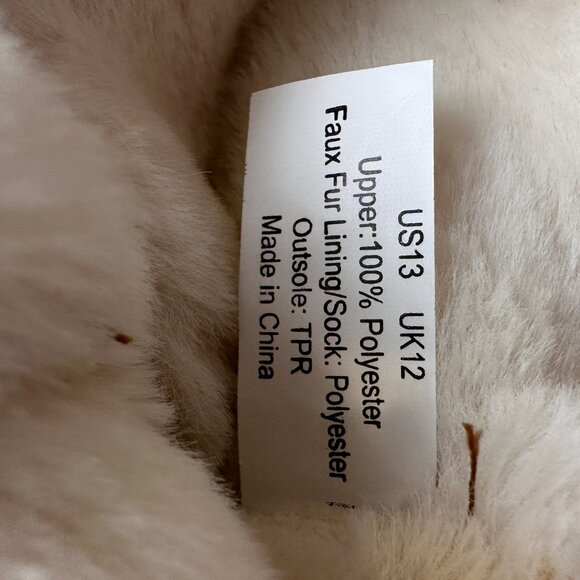 US13 UK12
Upper:100% Polyester
Faux Fur Lining/Sock: Polyester
Outsole: TPR
Made in China